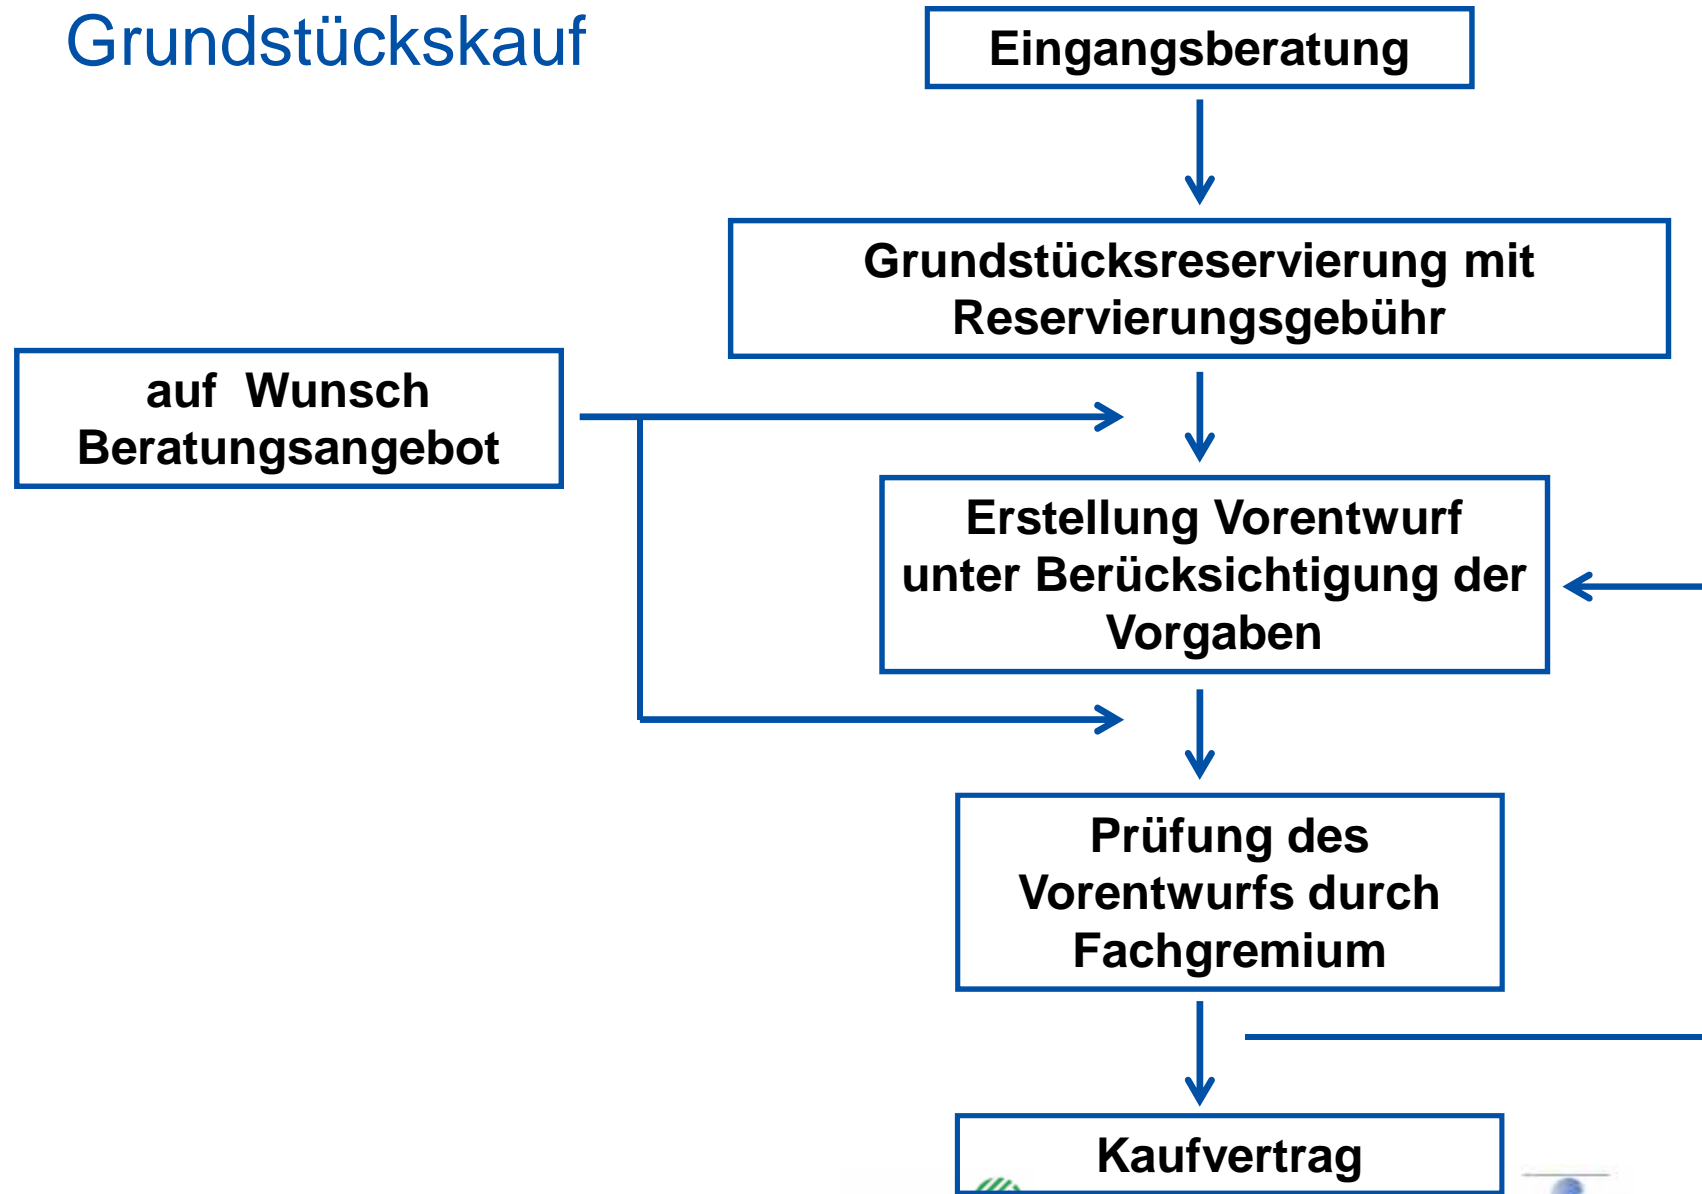 Grundstückskauf
Eingangsberatung
Grundstücksreservierung mit
Reservierungsgebühr
auf Wunsch
Beratungsangebot
Erstellung Vorentwurf
unter Berücksichtigung der
Vorgaben
Prüfung des
Vorentwurfs durch
Fachgremium
Kaufvertrag